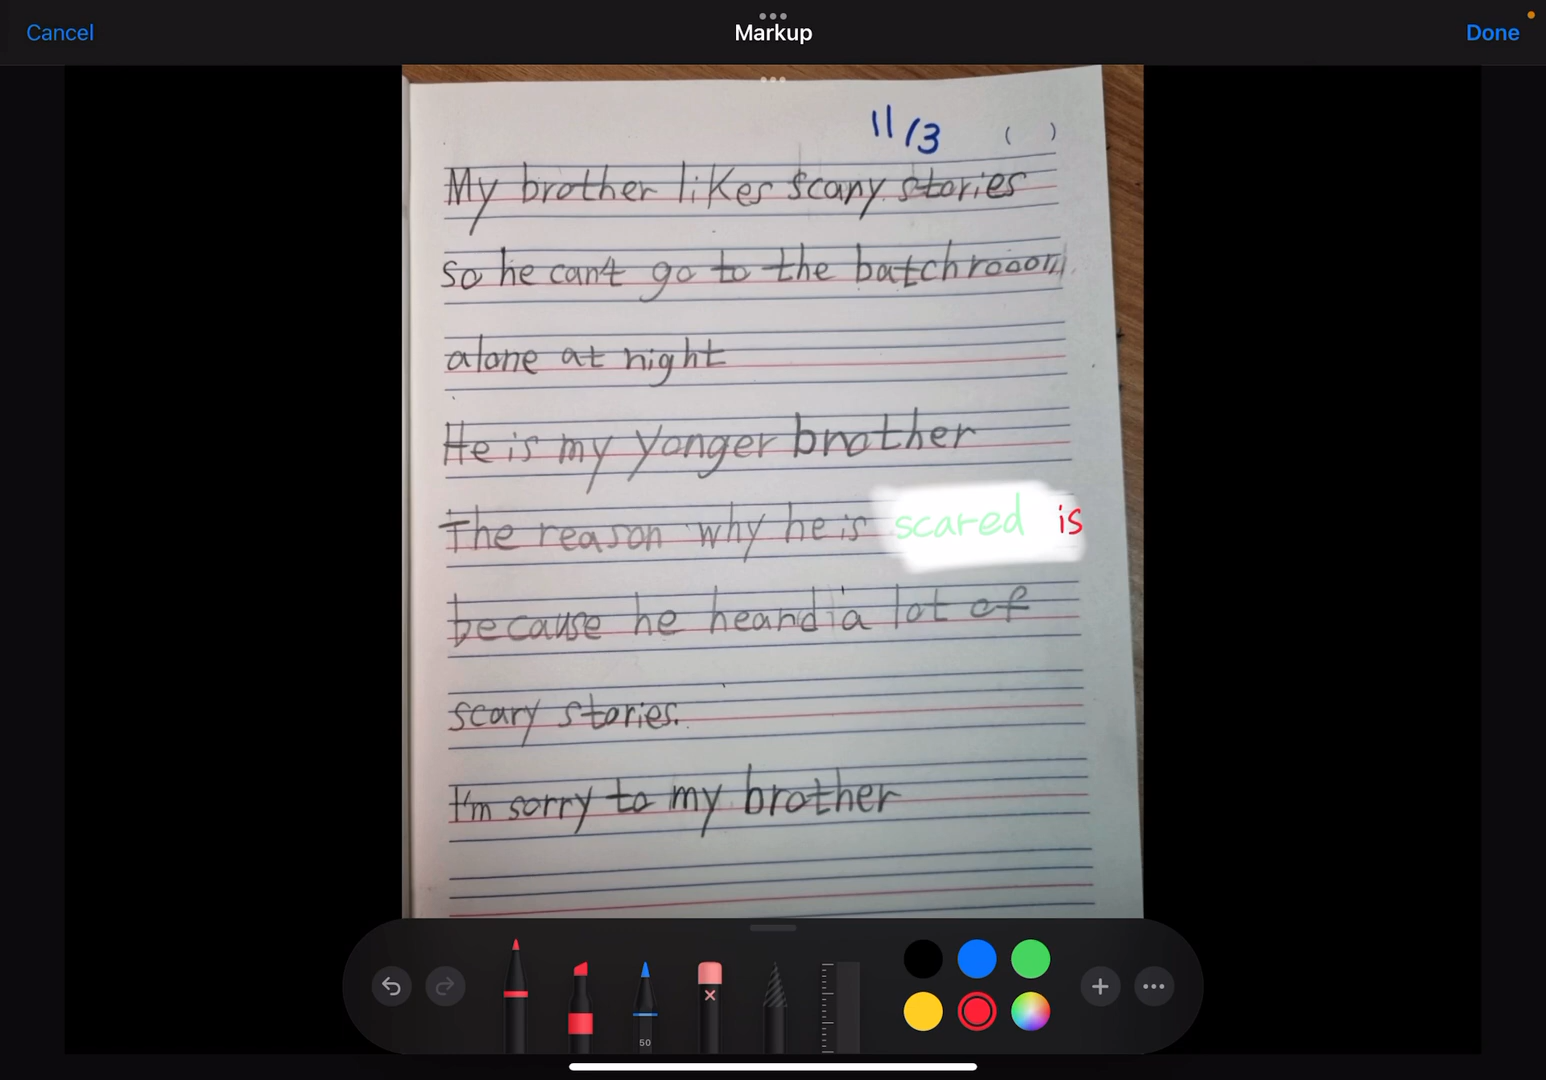 Cancel
Markup
Done
11/3 ( )
My brother likes scary stories
so he can't go to the batchrooom
alone at night
He is my yonger brother
The reason why he is scared is
because he heard a lot of
scary stories.
I'm sorry to my brother
50